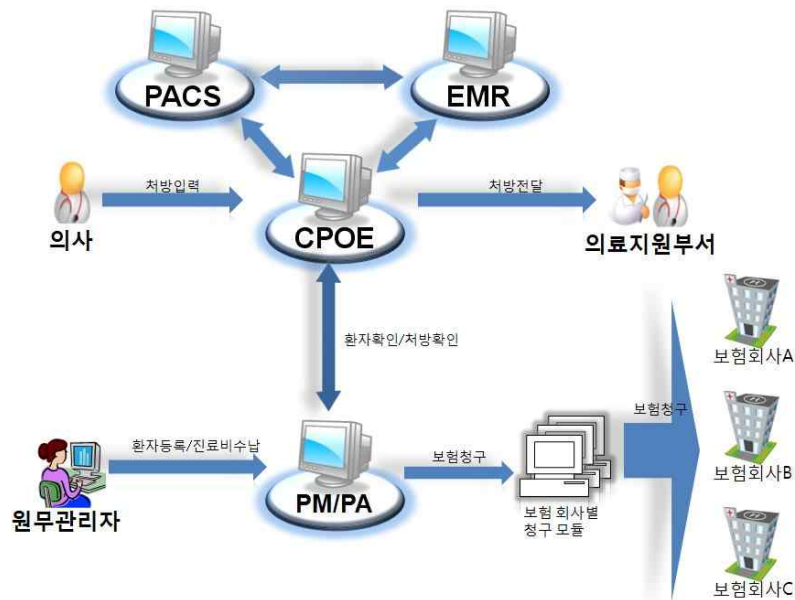 PACS
EMR
처방입력
처방전달
의사
CPOE
의료지원부서
환자확인/처방확인
보험회사A
환자등록/진료비수납
보험청구
보험청구
보험회사B
원무관리자
PM/PA
보험 회사별
청구 모듈
보험회사C